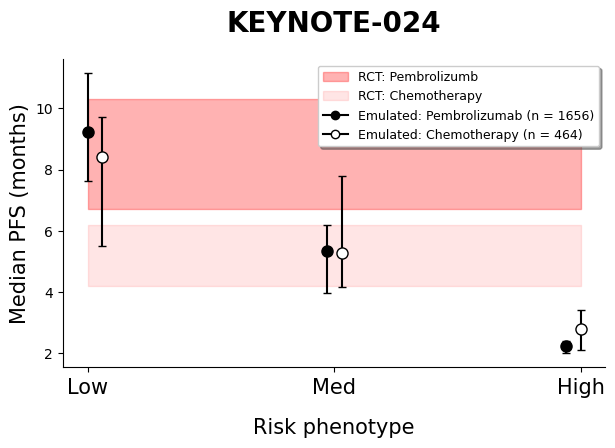 KEYNOTE-024
RCT: Pembrolizumb
RCT: Chemotherapy
Emulated: Pembrolizumab (n = 1656)
Emulated: Chemotherapy (n = 464)
Median PFS (months)
10
8
6
4
2
Low
Med
High
Risk phenotype